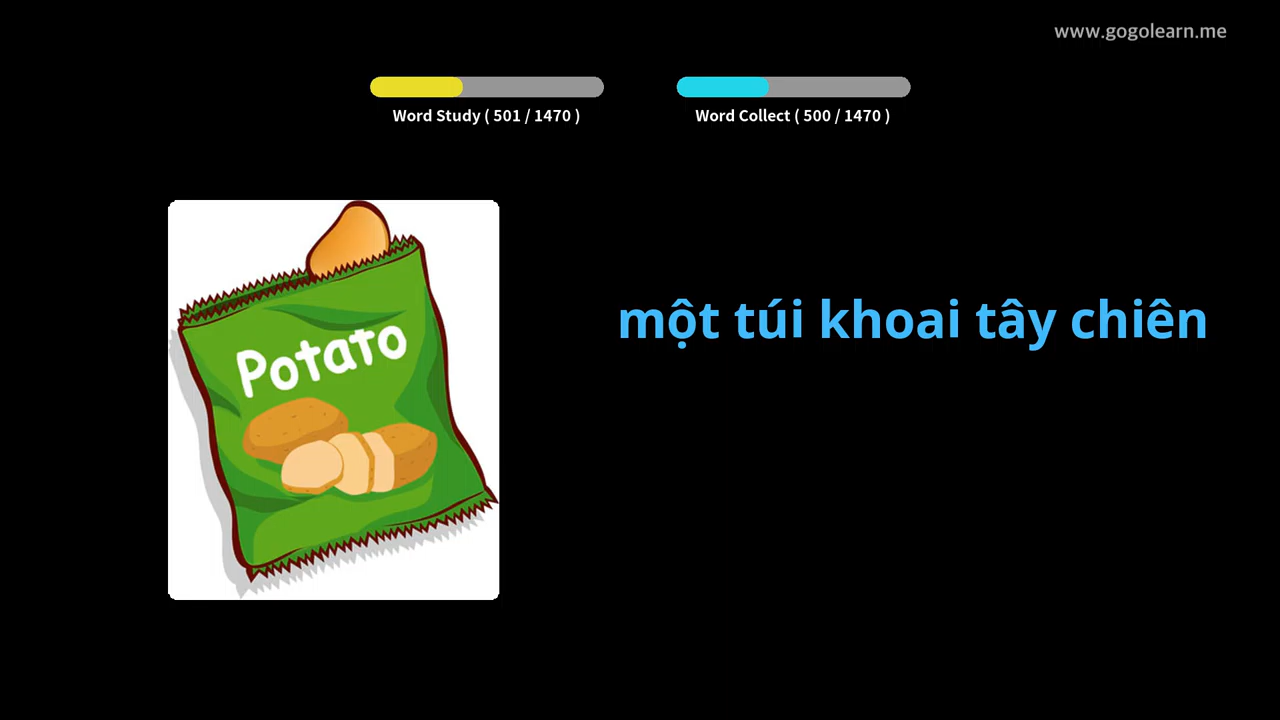 www.gogolearn.me
Word Study ( 501 / 1470 )
Word Collect ( 500 / 1470 )
Potato
một túi khoai tây chiên